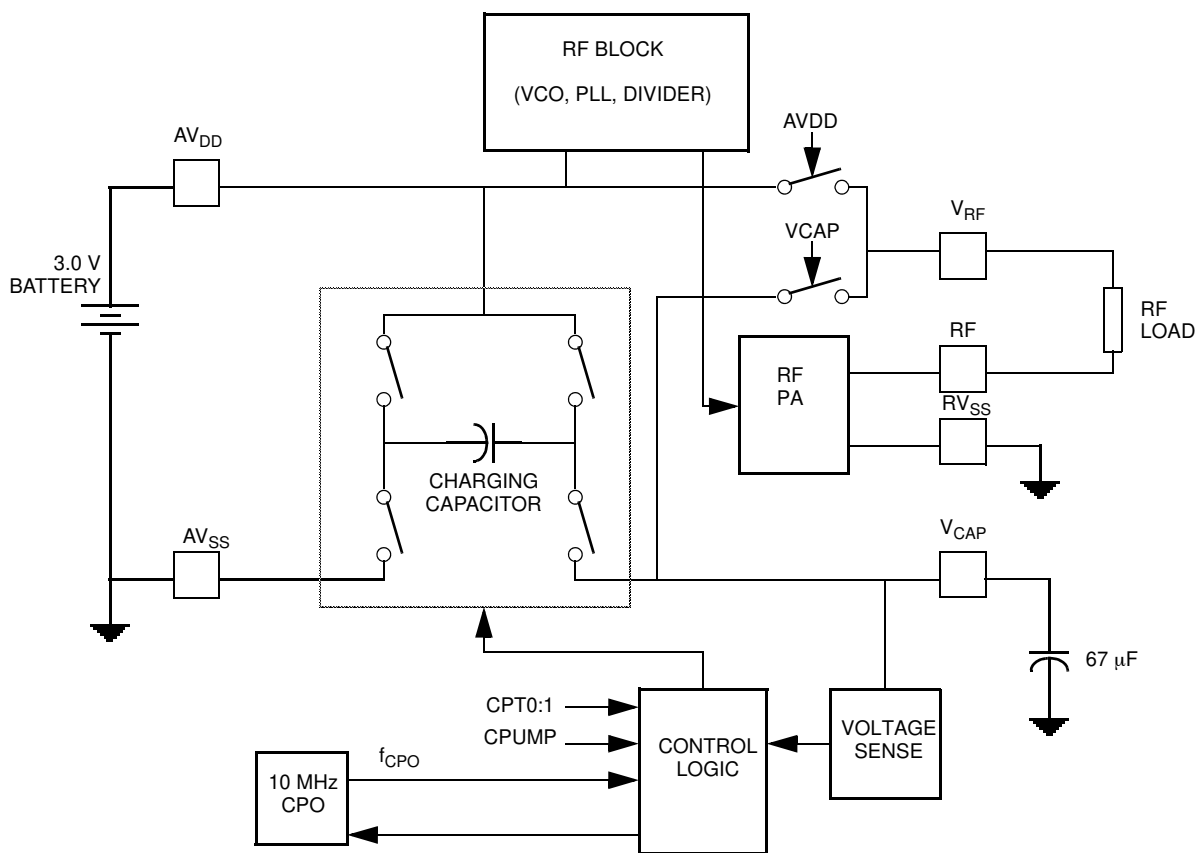 RF BLOCK
(VCO, PLL, DIVIDER)
AVDD
AVDD
3.0 V
BATTERY
VCAP
VRF
RF
LOAD
RF
PA
RF
RVSS
CHARGING
CAPACITOR
AVSS
VCAP
67 μF
CPT0:1
CPUMP
CONTROL
LOGIC
VOLTAGE
SENSE
fCPO
10 MHz
CPO